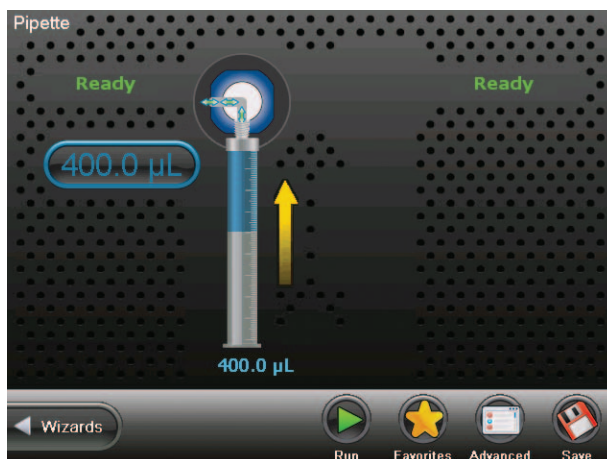 Pipette
Ready
Ready
400.0 µL
400.0 µL
Wizards
Run
Favorites
Advanced
Save